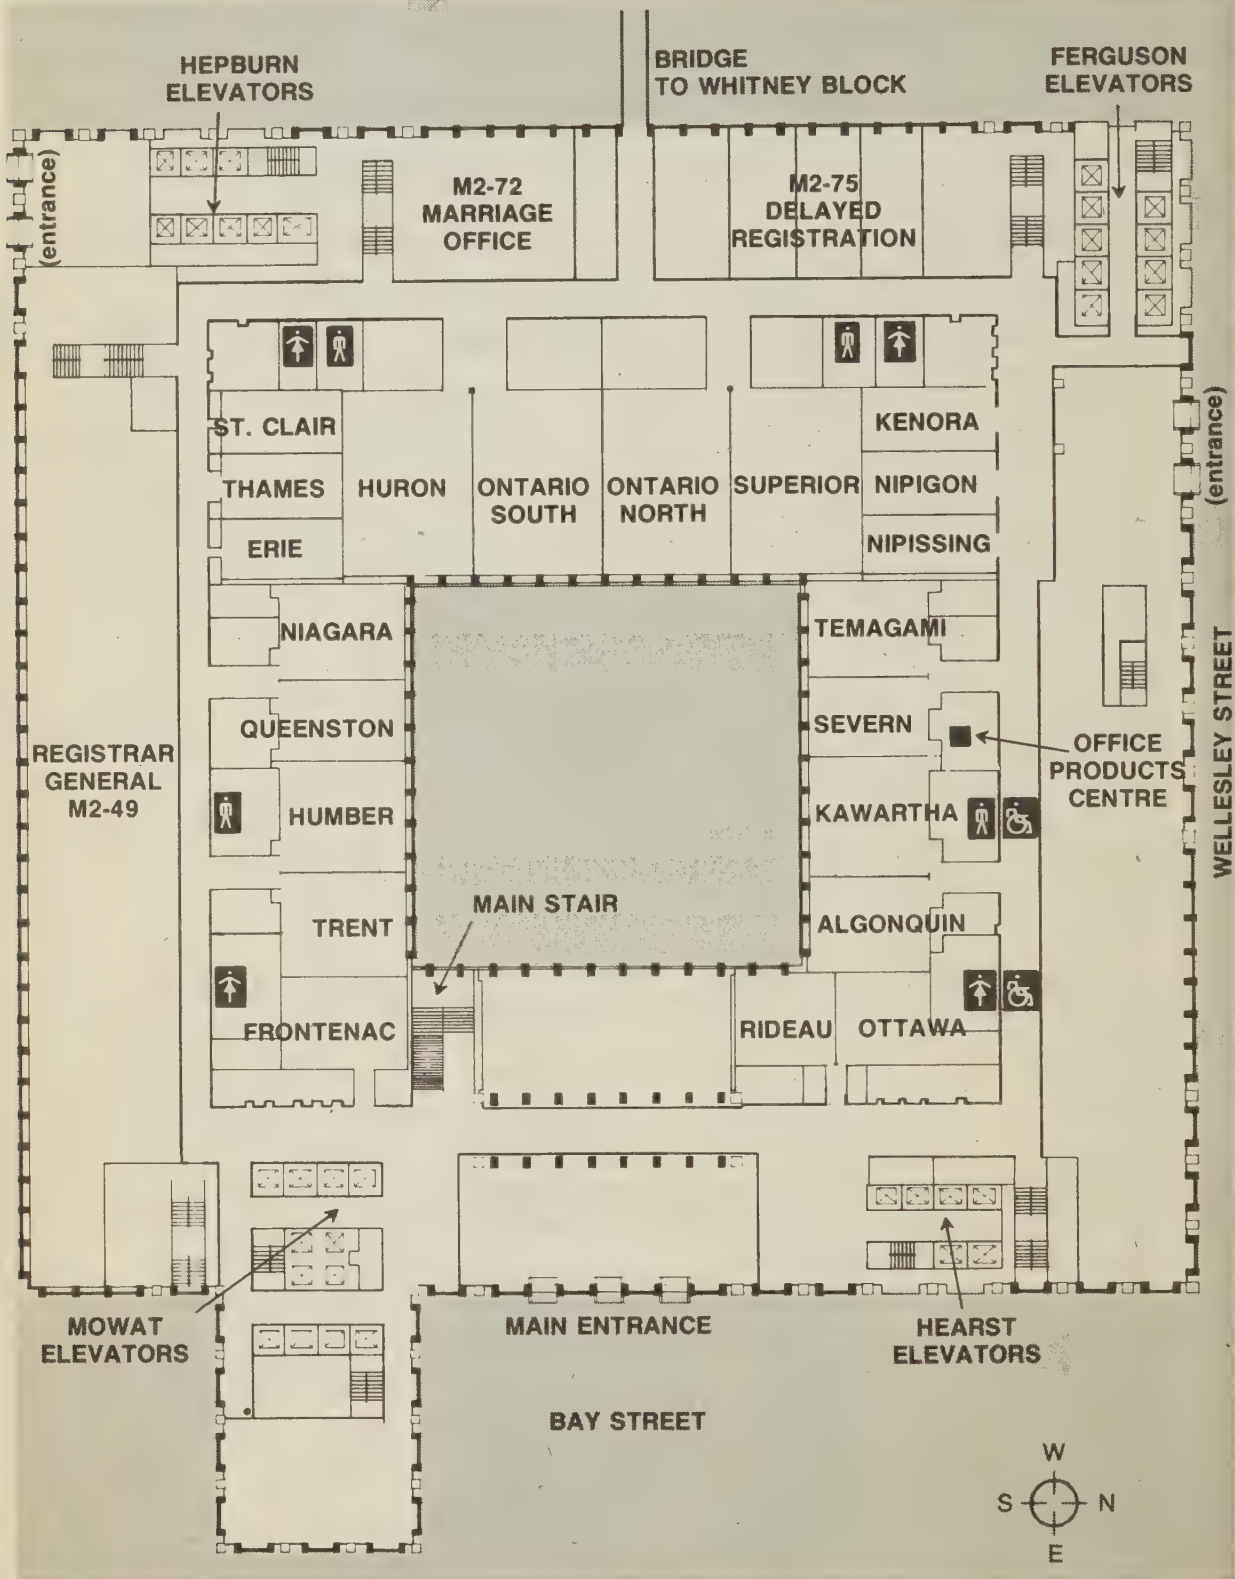 HEPBURN
ELEVATORS
BRIDGE
TO WHITNEY BLOCK
FERGUSON
ELEVATORS
(entrance)
M2-72
MARRIAGE
OFFICE
M2-75
DELAYED
REGISTRATION
ST. CLAIR
THAMES
ERIE
HURON
ONTARIO
SOUTH
ONTARIO
NORTH
SUPERIOR
KENORA
NIPIGON
NIPISSING
(entrance)
NIAGARA
TEMAGAMI
QUEENSTON
SEVERN
REGISTRAR
GENERAL
M2-49
OFFICE
PRODUCTS
CENTRE
WELLESLEY STREET
HUMBER
KAWARTHA
MAIN STAIR
TRENT
ALGONQUIN
FRONTENAC
RIDEAU
OTTAWA
MOWAT
ELEVATORS
MAIN ENTRANCE
HEARST
ELEVATORS
BAY STREET
W
S N
E